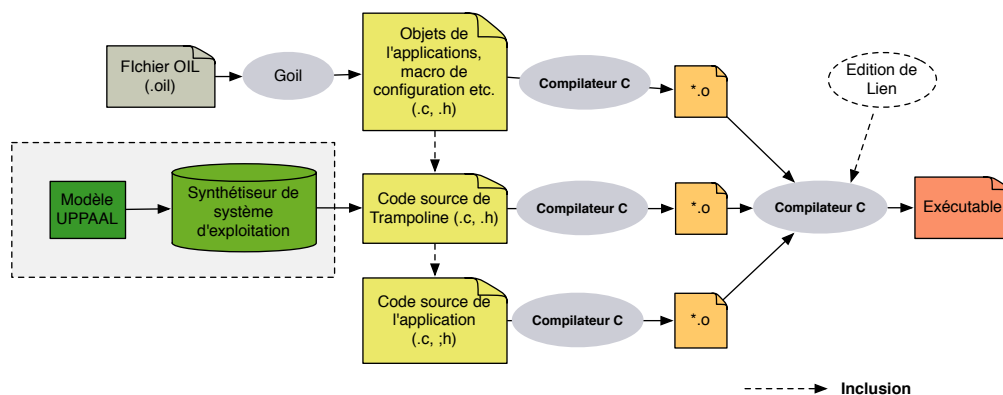 FIchier OIL
(.oil)
Goil
Objets de
l'applications,
macro de
configuration etc.
(.c, .h)
Compilateur C
*.o
Edition de
Lien
Modèle
UPPAAL
Synthétiseur de
système
d'exploitation
Code source de
Trampoline (.c, .h)
Compilateur C
*.o
Compilateur C
Exécutable
Code source de
l'application
(.c, ;h)
Compilateur C
*.o
Inclusion